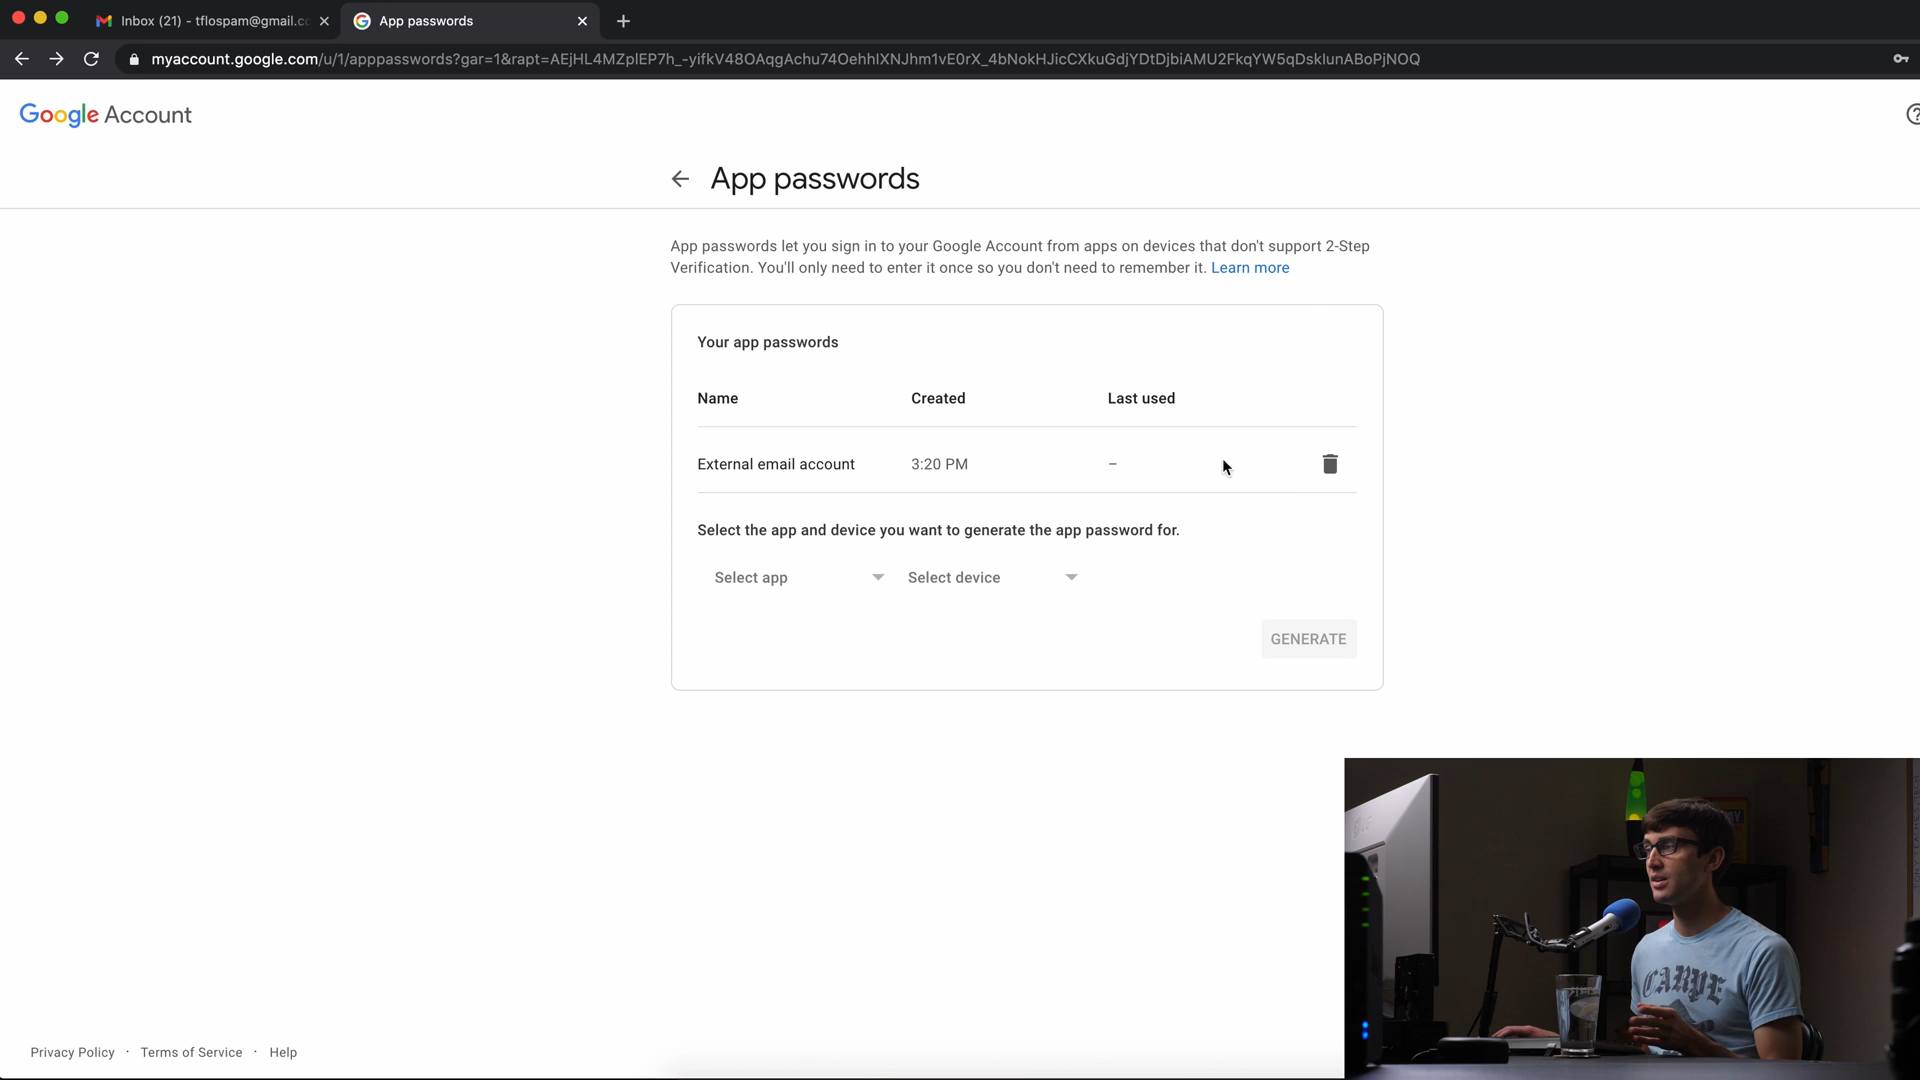 Inbox (21) - tflospam@gmail.cc
App passwords
myaccount.google.com/u/1/apppasswords?gar=1&rapt=AEjHL4MZplEP7h_-yifkV48OAqgAchu74OehhIXNJhm1vE0rX_4bNokHJicCXkuGdjYDtDjbiAMU2FkqYW5qDskIunABoPjNOQ
Google Account
App passwords
App passwords let you sign in to your Google Account from apps on devices that don't support 2-Step
Verification. You'll only need to enter it once so you don't need to remember it. Learn more
Your app passwords
Name Created Last used
External email account 3:20 PM –
Select the app and device you want to generate the app password for.
Select app Select device
GENERATE
CARPE
Privacy Policy · Terms of Service · Help